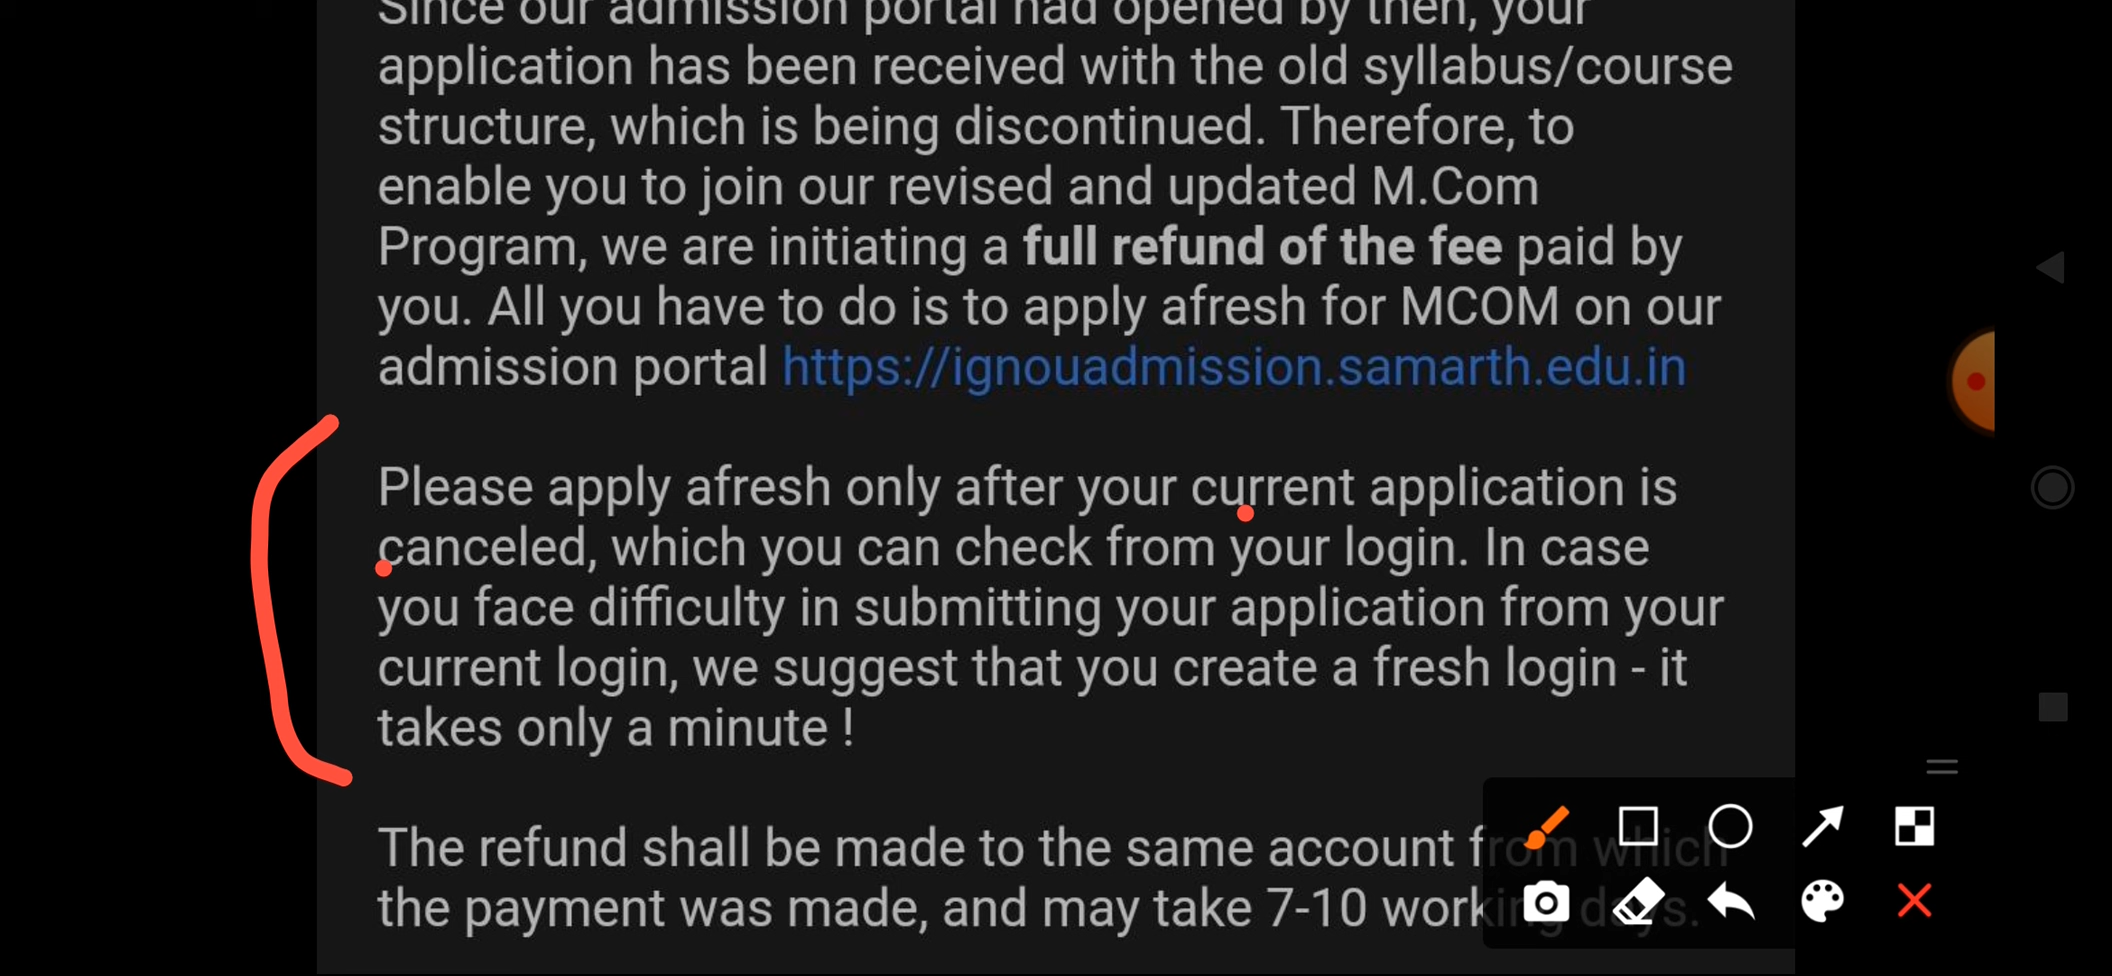 Since our admission portal had opened by then, your
application has been received with the old syllabus/course
structure, which is being discontinued. Therefore, to
enable you to join our revised and updated M.Com
Program, we are initiating a full refund of the fee paid by
you. All you have to do is to apply afresh for MCOM on our
admission portal https://ignouadmission.samarth.edu.in
Please apply afresh only after your current application is
canceled, which you can check from your login. In case
you face difficulty in submitting your application from your
current login, we suggest that you create a fresh login - it
takes only a minute !
The refund shall be made to the same account from which
the payment was made, and may take 7-10 working days.